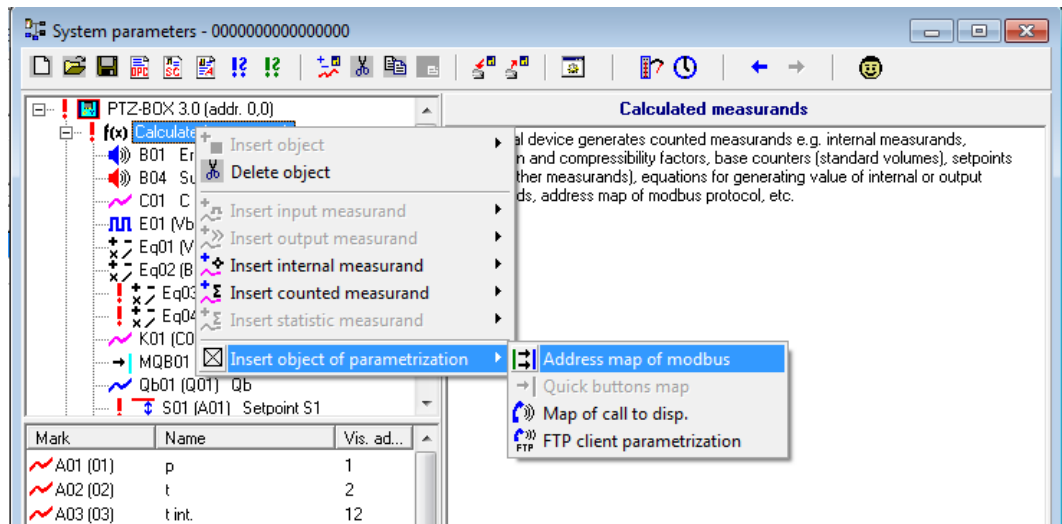 System parameters - 0000000000000000
PTZ-BOX 3.0 (addr. 0,0)
f(x) Calculate
B01 Er
B04 Su
C01 C
E01 (Vb
Eq01 (V
Eq02 (B
Eq03
Eq04
K01 (C0
MQB01
Qb01 (Q01) Qb
S01 (A01) Setpoint S1
Insert object
Delete object
Insert input measurand
Insert output measurand
Insert internal measurand
Insert counted measurand
Insert statistic measurand
Insert object of parametrization
Address map of modbus
Quick buttons map
Map of call to disp.
FTP client parametrization
Calculated measurands
al device generates counted measurands e.g. internal measurands,
n and compressibility factors, base counters (standard volumes), setpoints
ther measurands), equations for generating value of internal or output
ds, address map of modbus protocol, etc.
Mark Name Vis. ad...
A01 (01) p 1
A02 (02) t 2
A03 (03) t int. 12